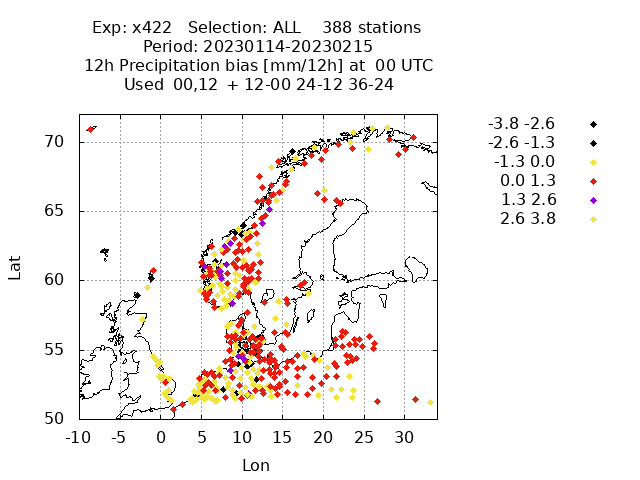 Exp: x422 Selection: ALL 388 stations
Period: 20230114-20230215
12h Precipitation bias [mm/12h] at 00 UTC
Used 00,12 + 12-00 24-12 36-24
-3.8 -2.6
-2.6 -1.3
-1.3 0.0
0.0 1.3
1.3 2.6
2.6 3.8
70
65
60
55
50
Lat
-10 -5 0 5 10 15 20 25 30
Lon